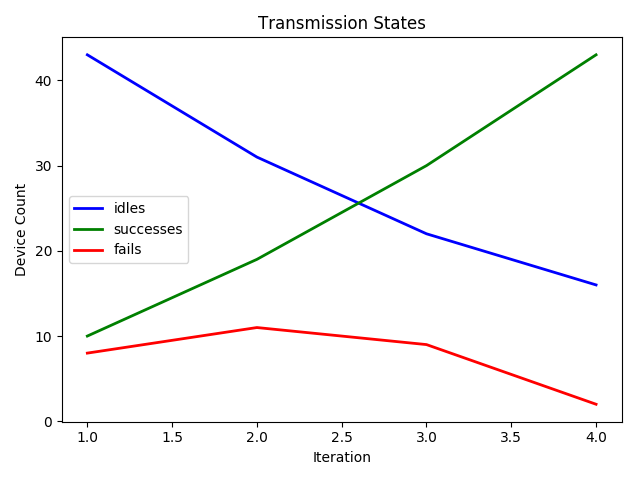 Transmission States
Device Count
40
30
20
10
0
idles
successes
fails
1.0 1.5 2.0 2.5 3.0 3.5 4.0
Iteration